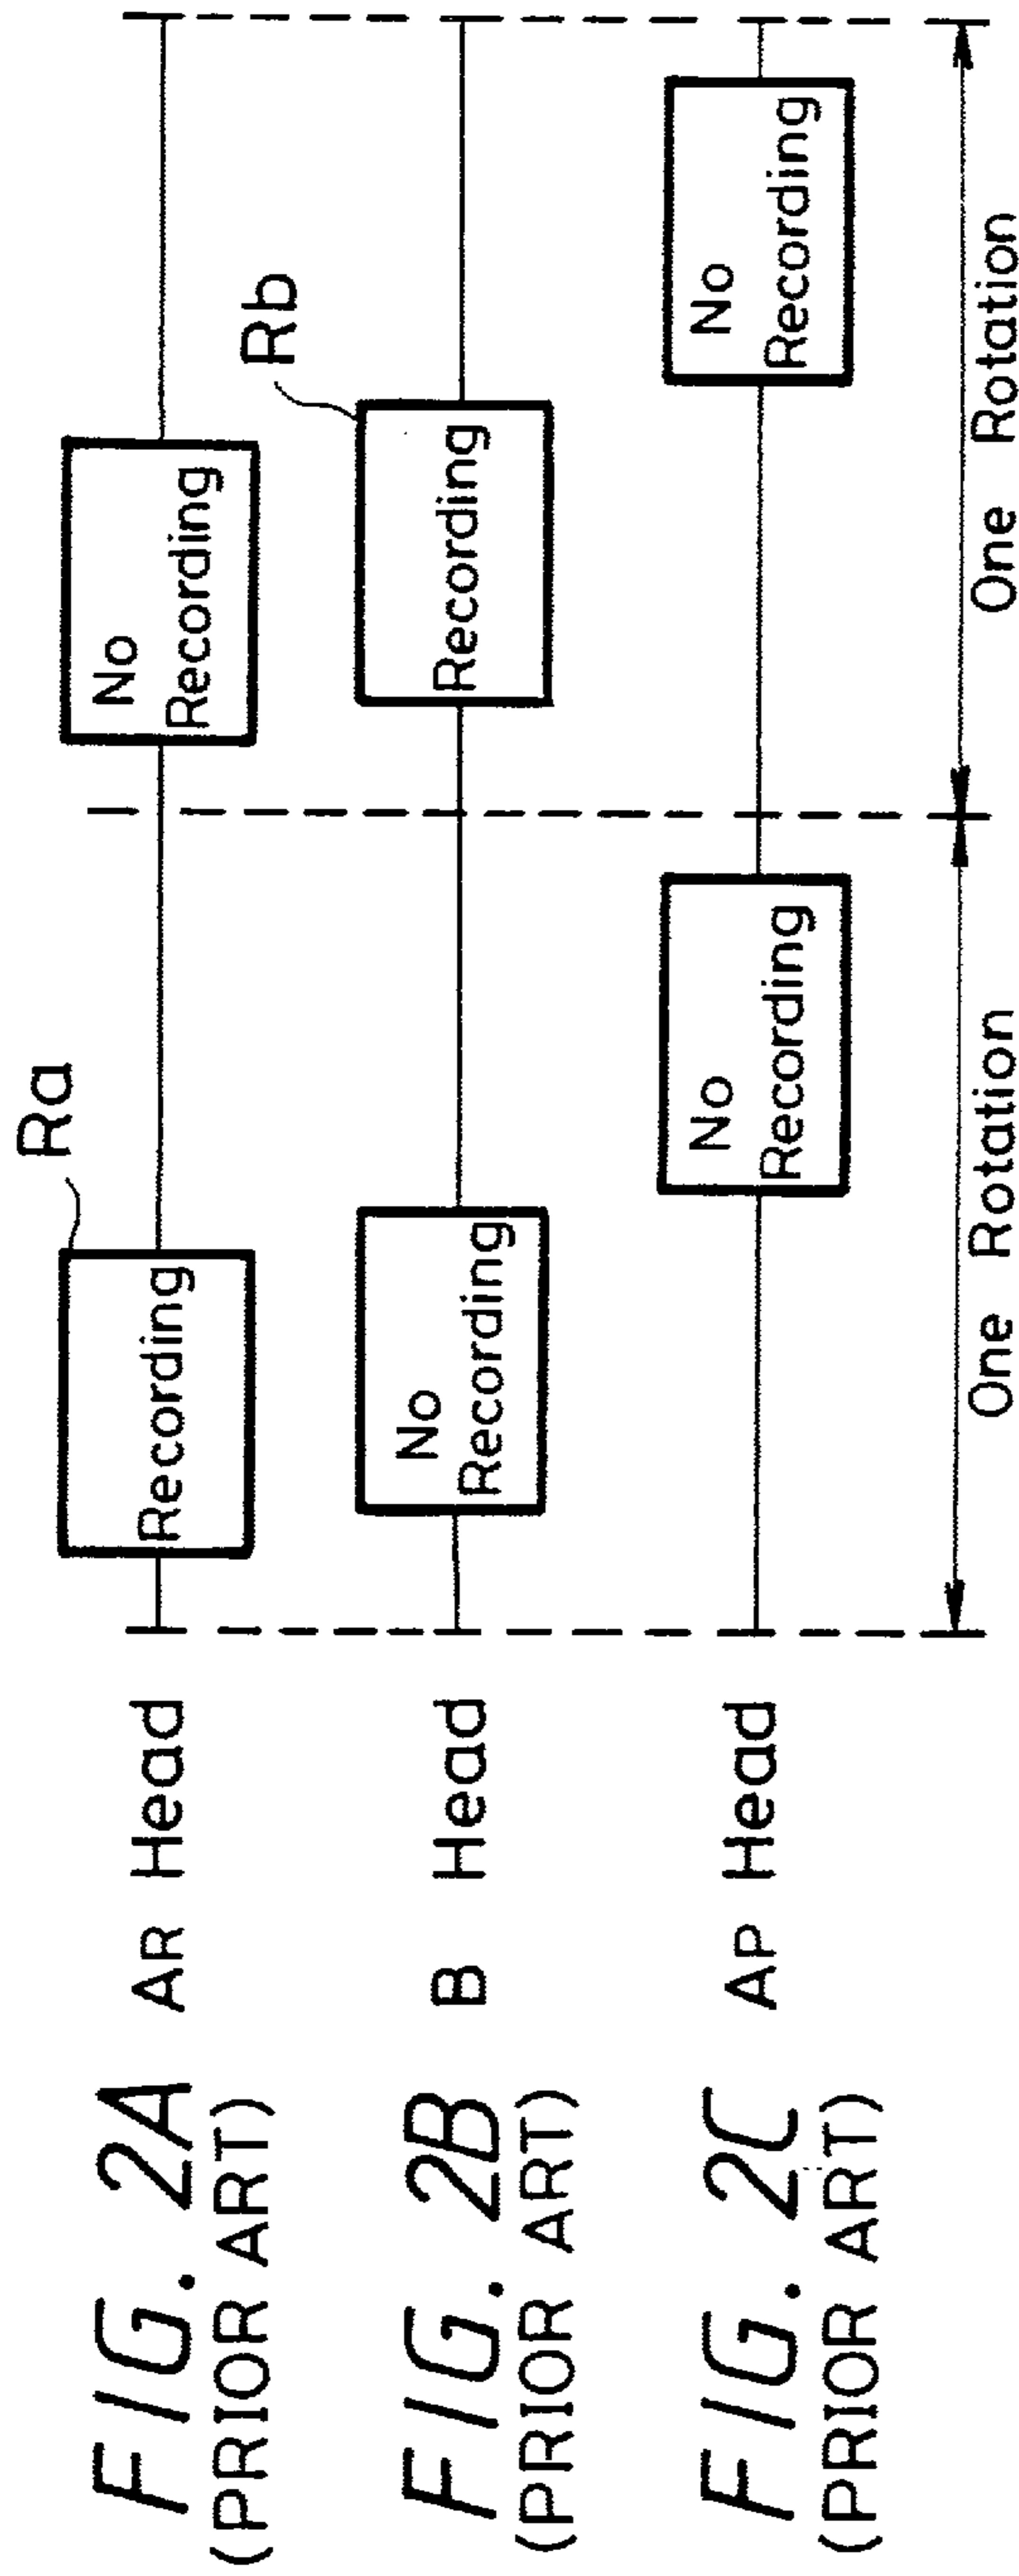 FIG. 2A
(PRIOR ART)
AR Head
Recording
Ra
No
Recording
FIG. 2B
(PRIOR ART)
B Head
No
Recording
Recording
Rb
FIG. 2C
(PRIOR ART)
AP Head
No
Recording
No
Recording
One Rotation
One Rotation